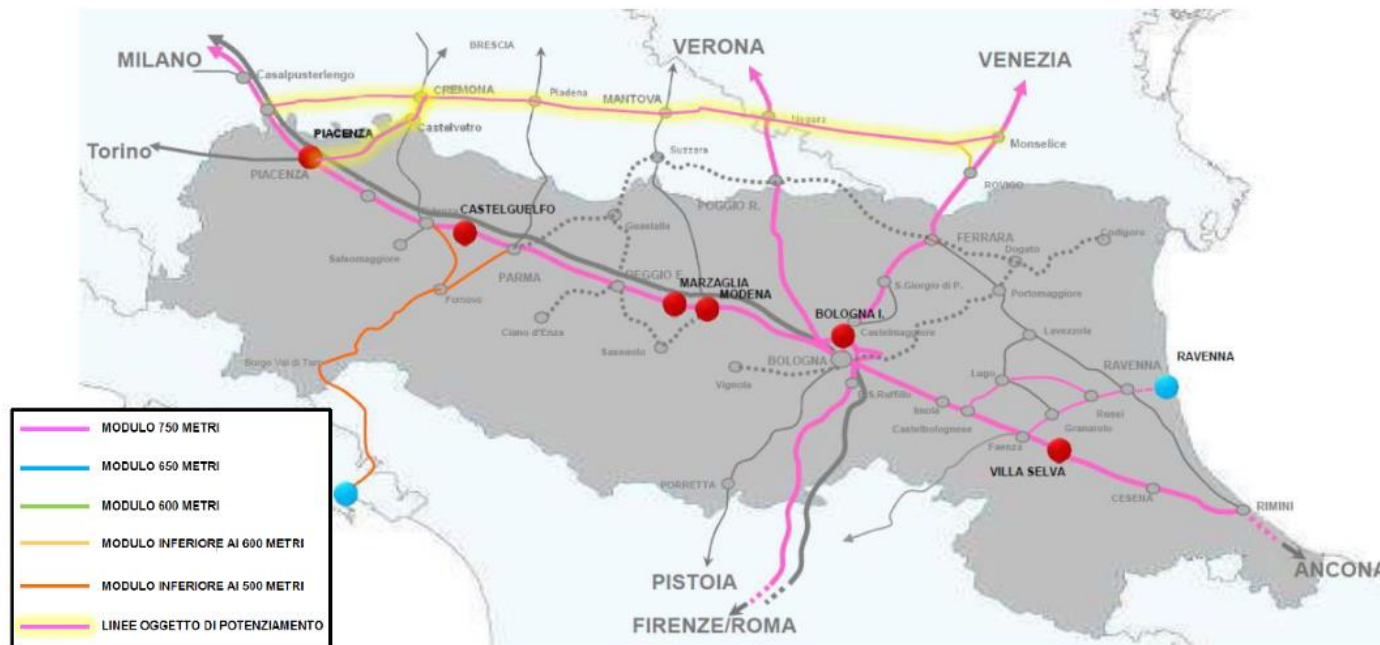 VERONA
VENEZIA
BRESCIA
MILANO
Casalpusterlengo
CREMONA
Piadena
MANTOVA
Nogara
Castelvetro
PIACENZA
Monselice
Torino
PIACENZA
Suzzara
ROVIGO
POGGIO R.
CASTELGUELFO
Guastalla
FERRARA
Codigoro
Dogato
Salsomaggiore
PARMA
REGGIO E.
MARZAGLIA
MODENA
S.Giorgio di P.
Portomaggiore
Fornovo
BOLOGNA I.
Castelmaggiore
Lavezzola
Ciano d'Enza
Sassuolo
BOLOGNA
RAVENNA
RAVENNA
Borgo Val di Taro
Vignola
Lugo
Russi
Imola
Castelbolognese
Granarolo
Faenza
VILLA SELVA
PORRETTA
CESENA
RIMINI
PISTOIA
ANCONA
FIRENZE/ROMA
MODULO 750 METRI
MODULO 650 METRI
MODULO 600 METRI
MODULO INFERIORE AI 600 METRI
MODULO INFERIORE AI 500 METRI
LINEE OGGETTO DI POTENZIAMENTO